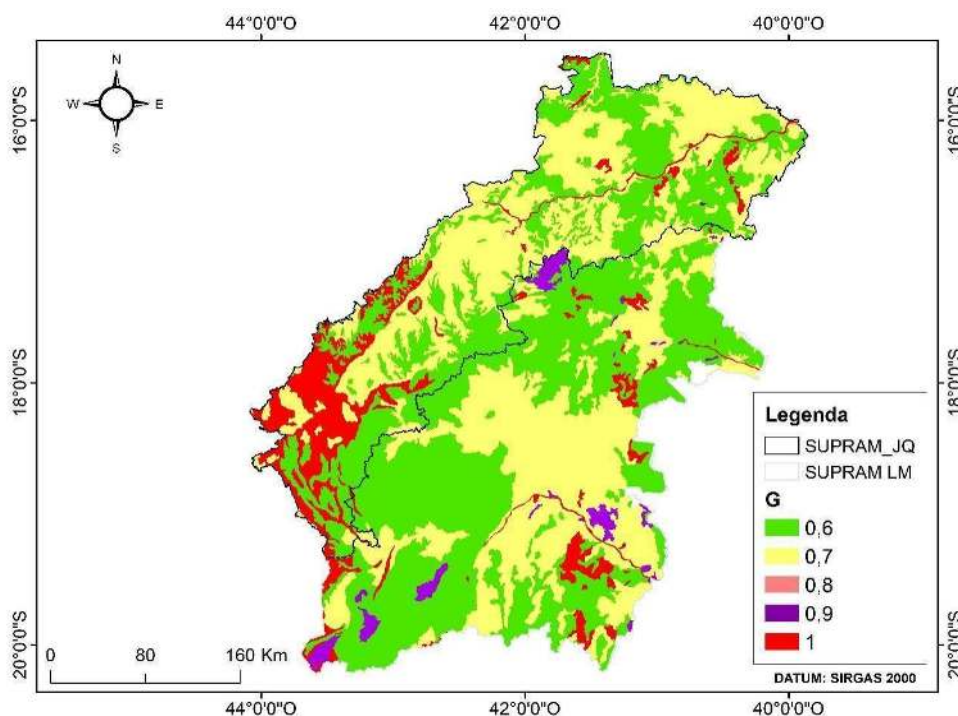 44°0'0"S 42°0'0"S 40°0'0"S
N
W E
S
16°0'0"S 16°0'0"S
18°0'0"S 18°0'0"S
Legenda
SUPRAM_JQ
SUPRAM LM
G
0,6
0,7
0,8
0,9
1
20°0'0"S 20°0'0"S
0 80 160 Km
DATUM: SIRGAS 2000
44°0'0"S 42°0'0"S 40°0'0"S